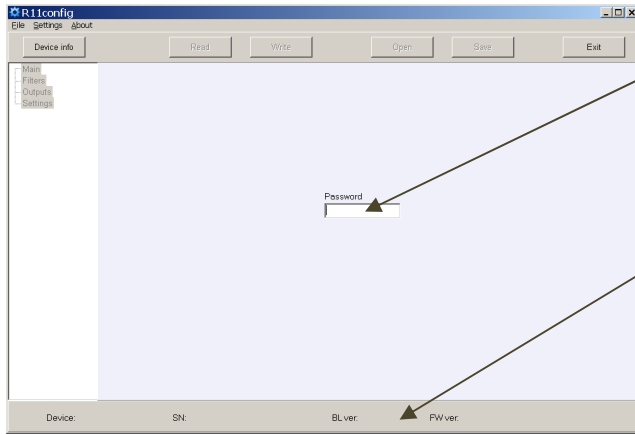 R11config
File Settings About
Device info Read Write Open Save Exit
Main
Filters
Outputs
Settings
Password
Device: SN: BL ver. FW ver.